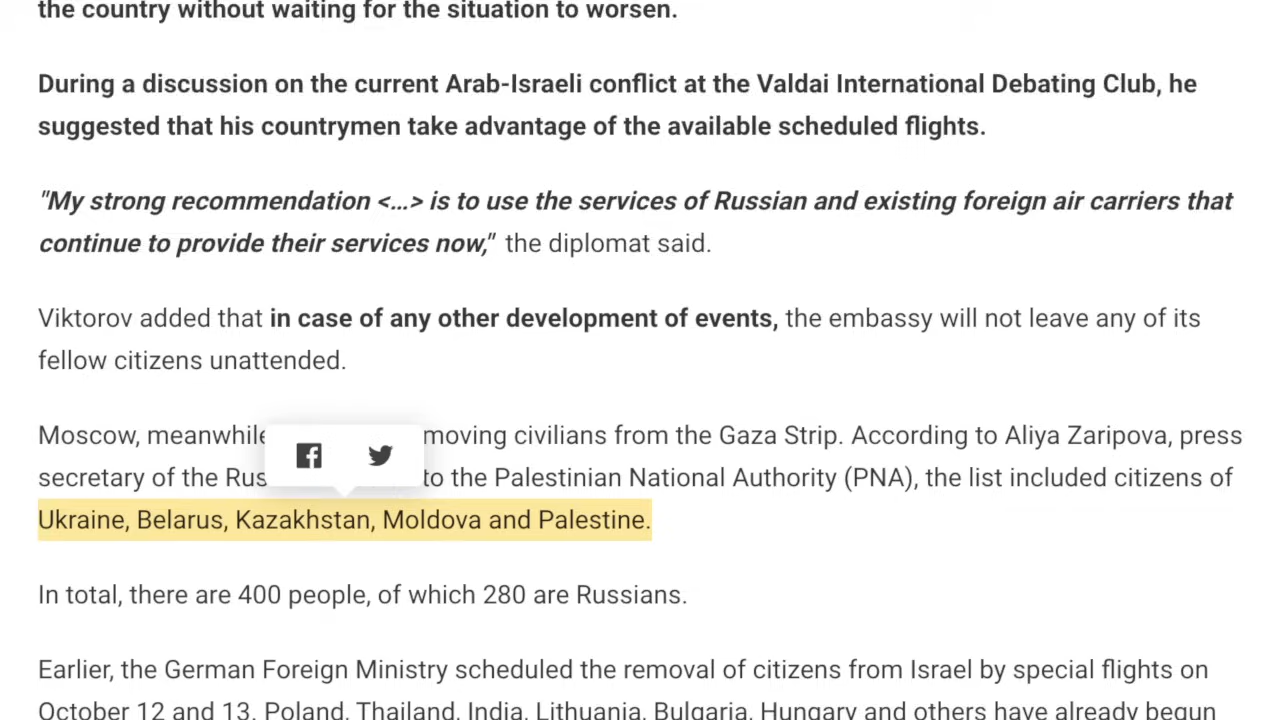 the country without waiting for the situation to worsen.
During a discussion on the current Arab-Israeli conflict at the Valdai International Debating Club, he
suggested that his countrymen take advantage of the available scheduled flights.
"My strong recommendation <...> is to use the services of Russian and existing foreign air carriers that
continue to provide their services now," the diplomat said.
Viktorov added that in case of any other development of events, the embassy will not leave any of its
fellow citizens unattended.
Moscow, meanwhile moving civilians from the Gaza Strip. According to Aliya Zaripova, press
secretary of the Rus to the Palestinian National Authority (PNA), the list included citizens of
Ukraine, Belarus, Kazakhstan, Moldova and Palestine.
In total, there are 400 people, of which 280 are Russians.
Earlier, the German Foreign Ministry scheduled the removal of citizens from Israel by special flights on
October 12 and 13. Poland, Thailand, India, Lithuania, Bulgaria, Hungary and others have already begun